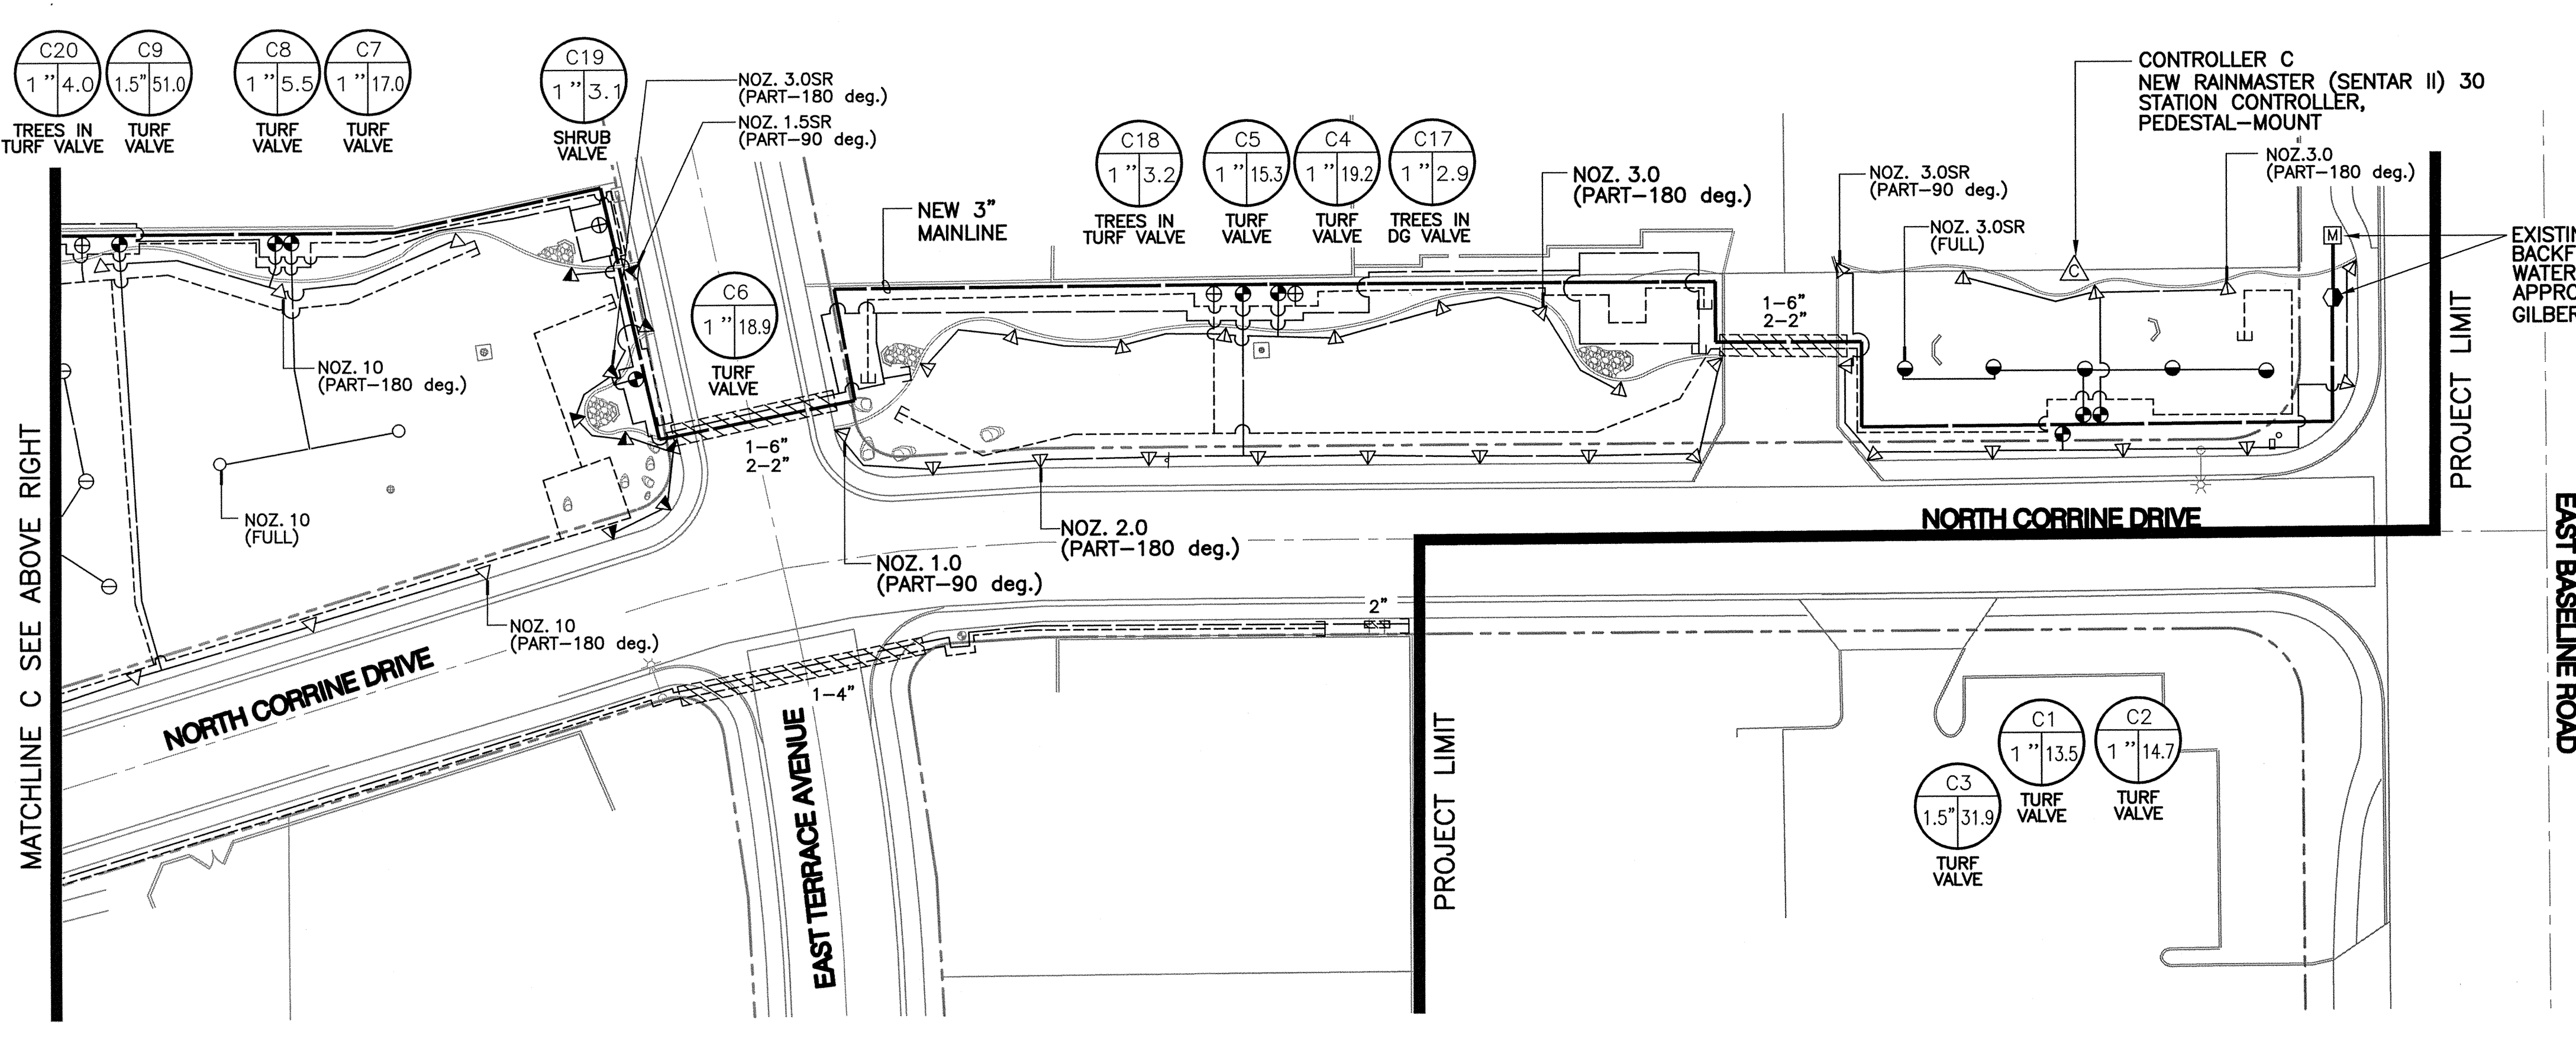 C20
1" 4.0
TREES IN
TURF VALVE
C9
1.5" 51.0
TURF
VALVE
C8
1" 5.5
TURF
VALVE
C7
1" 17.0
TURF
VALVE
C19
1" 3.1
SHRUB
VALVE
NOZ. 3.0SR
(PART-180 deg.)
NOZ. 1.5SR
(PART-90 deg.)
C18
1" 3.2
TREES IN
TURF VALVE
C5
1" 15.3
TURF
VALVE
C4
1" 19.2
TURF
VALVE
C17
1" 2.9
TREES IN
DG VALVE
NOZ. 3.0
(PART-180 deg.)
CONTROLLER C
NEW RAINMASTER (SENTAR II) 30
STATION CONTROLLER,
PEDESTAL-MOUNT
NOZ. 3.0SR
(PART-90 deg.)
NOZ.3.0
(PART-180 deg.)
NOZ. 3.0SR
(FULL)
C
M
NEW 3"
MAINLINE
C6
1" 18.9
TURF
VALVE
1-6"
2-2"
PROJECT LIMIT
EXISTIN
BACKF
WATER
APPRO
GILBER
NOZ. 10
(PART-180 deg.)
1-6"
2-2"
NOZ. 10
(FULL)
NOZ. 2.0
(PART-180 deg.)
NOZ. 1.0
(PART-90 deg.)
NORTH CORRINE DRIVE
EAST BASELINE ROAD
MATCHLINE C SEE ABOVE RIGHT
NOZ. 10
(PART-180 deg.)
2"
NORTH CORRINE DRIVE
1-4"
EAST TERRACE AVENUE
PROJECT LIMIT
C1
1" 13.5
TURF
VALVE
C2
1" 14.7
TURF
VALVE
C3
1.5" 31.9
TURF
VALVE